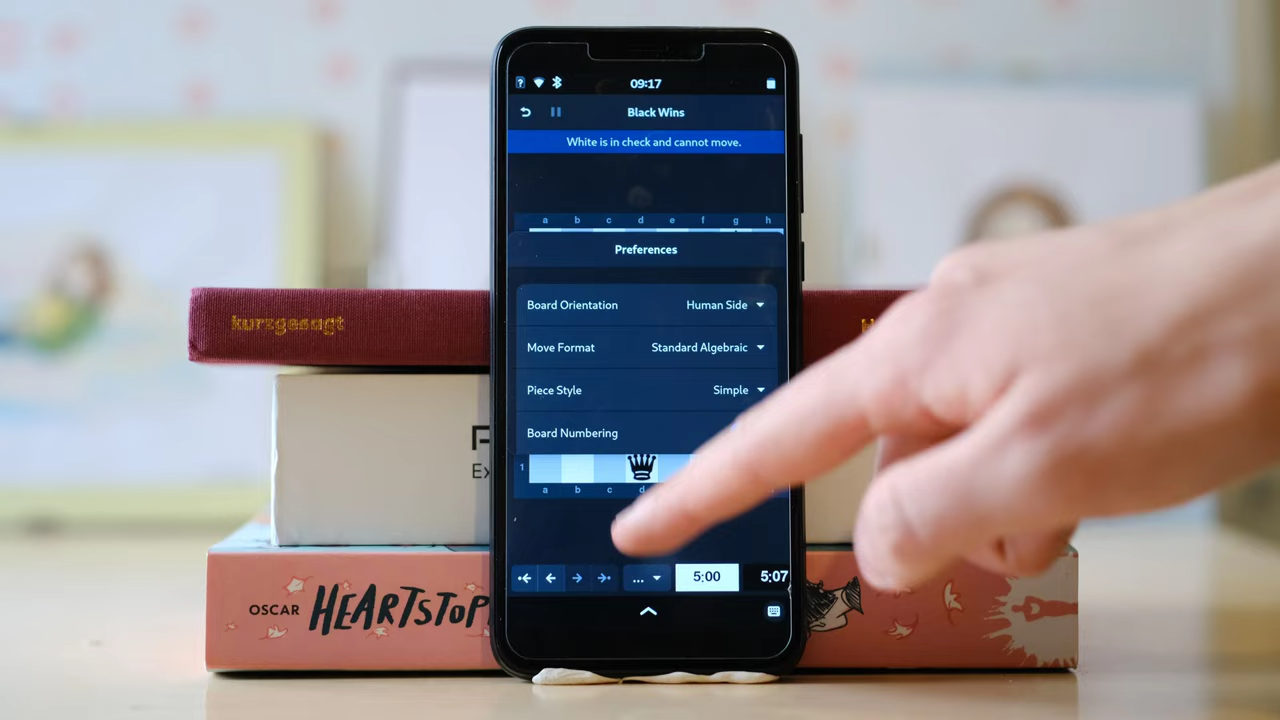 09:17
Black Wins
White is in check and cannot move.
a b c d e f g h
Preferences
Board Orientation Human Side
Move Format Standard Algebraic
Piece Style Simple
Board Numbering
1
a b c d
... 5:00 5:07
kurzgesagt
OSCAR HEARTSTOP